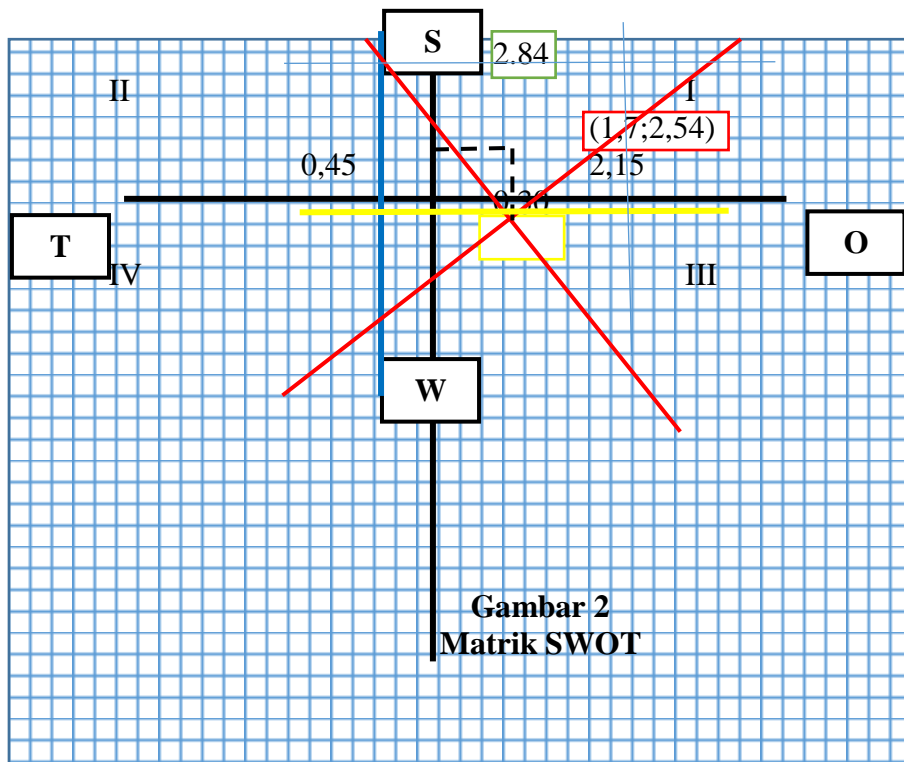 S
2.84
II
I
(1,7;2,54)
0,45
2,15
T
O
IV
III
W
Gambar 2
Matrik SWOT